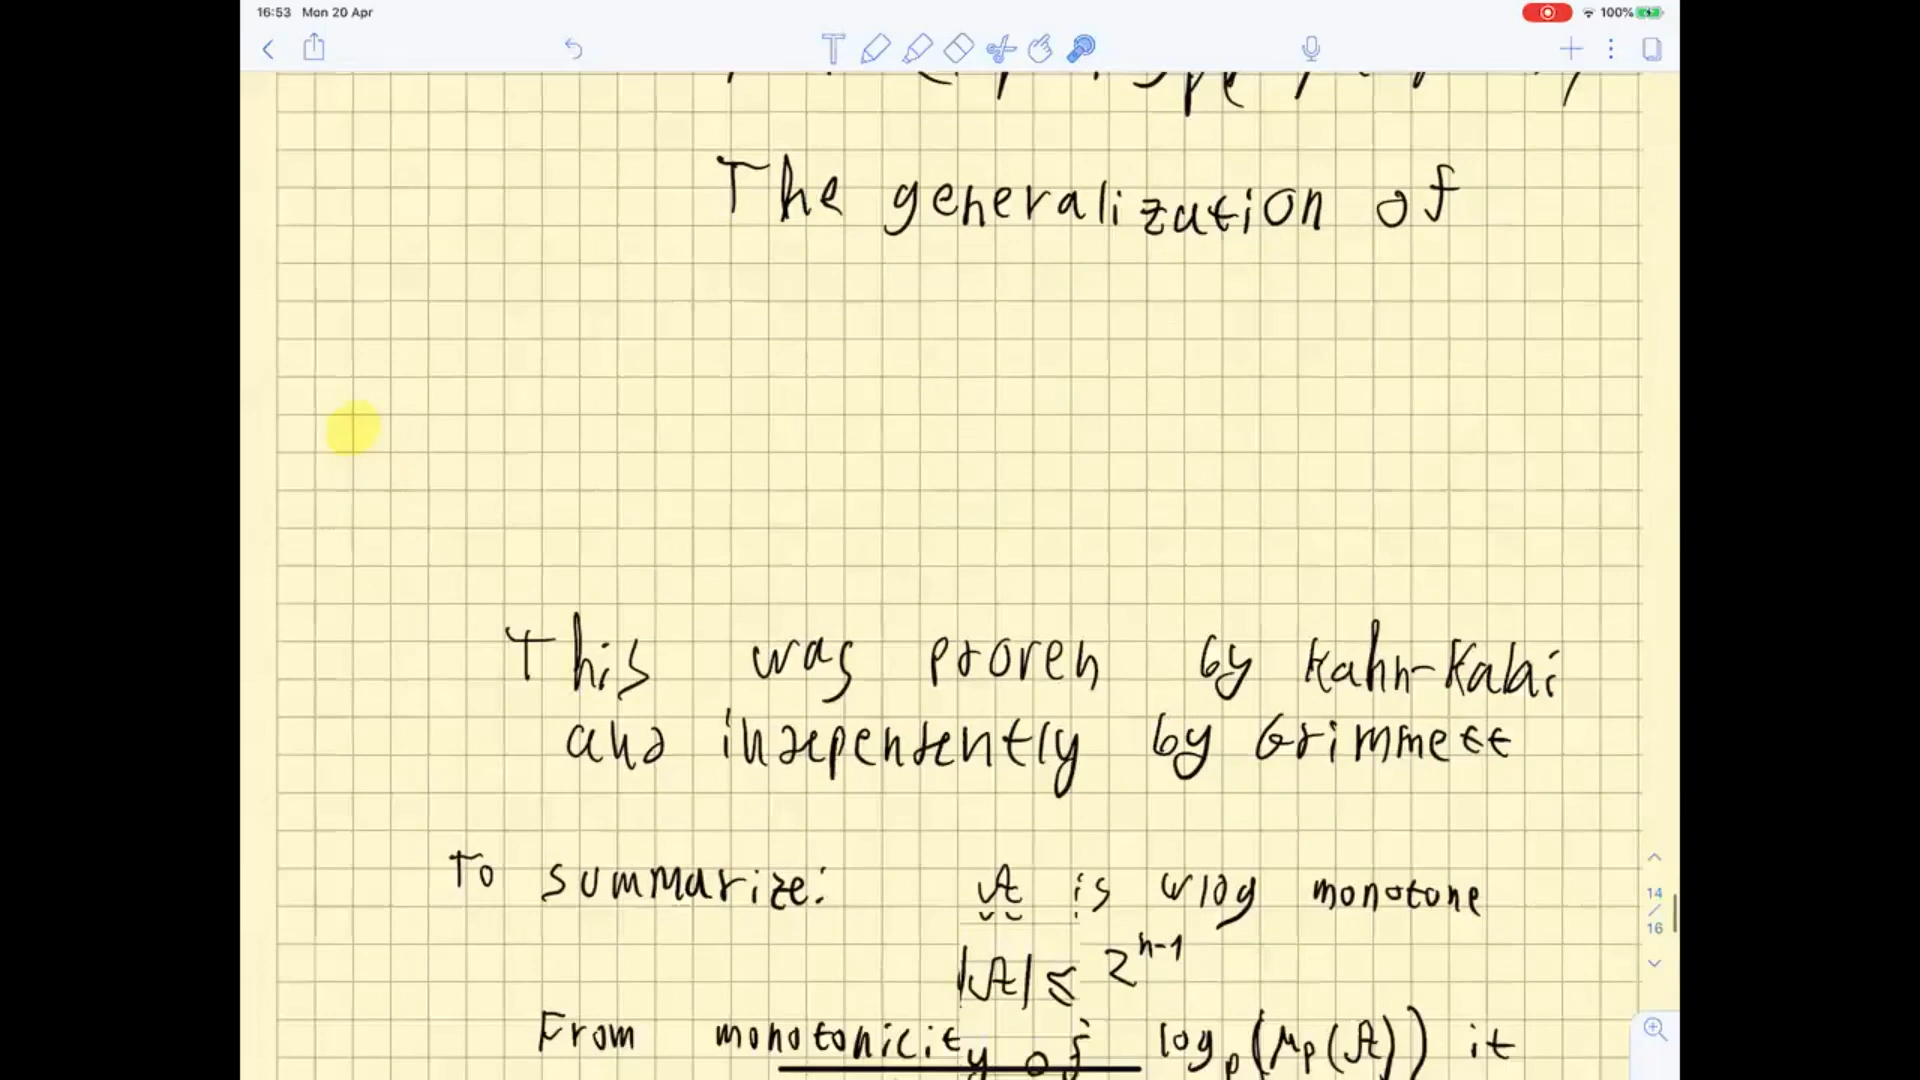 16:53 Mon 20 Apr
100%
The generalization of
This was proven by Kahn-Kalai
and independently by Grimmett
To summarize: 𝒜 is wlog monotone
|𝒜| ≤ 2^{n-1}
From monotonicity of log_p(μ_p(𝒜)) it
14
/
16